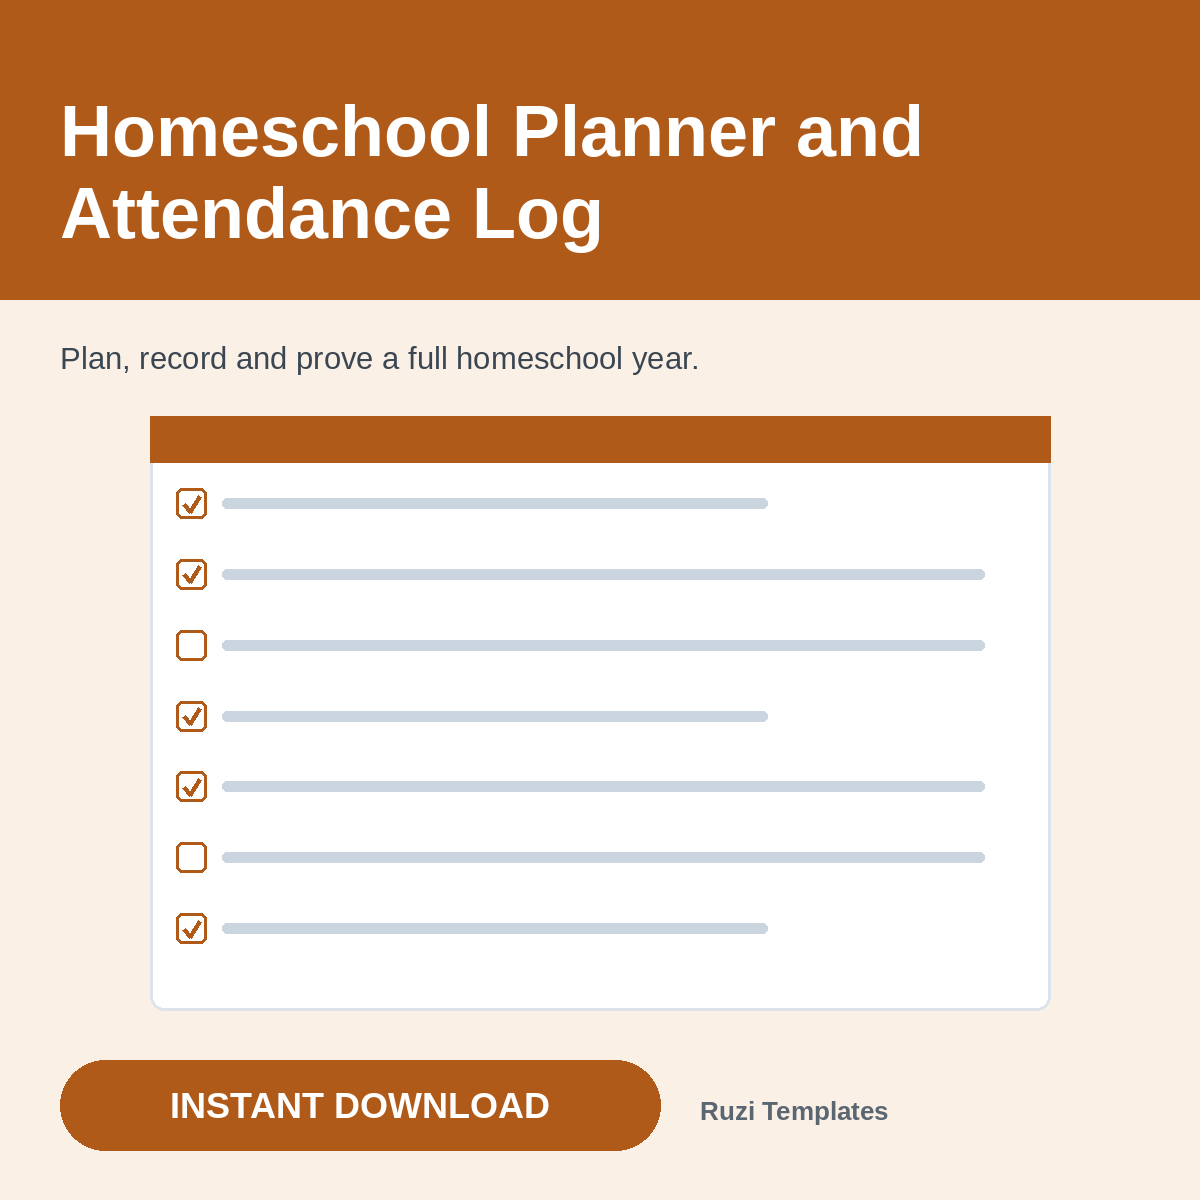 Homeschool Planner and
Attendance Log
Plan, record and prove a full homeschool year.
INSTANT DOWNLOAD
Ruzi Templates